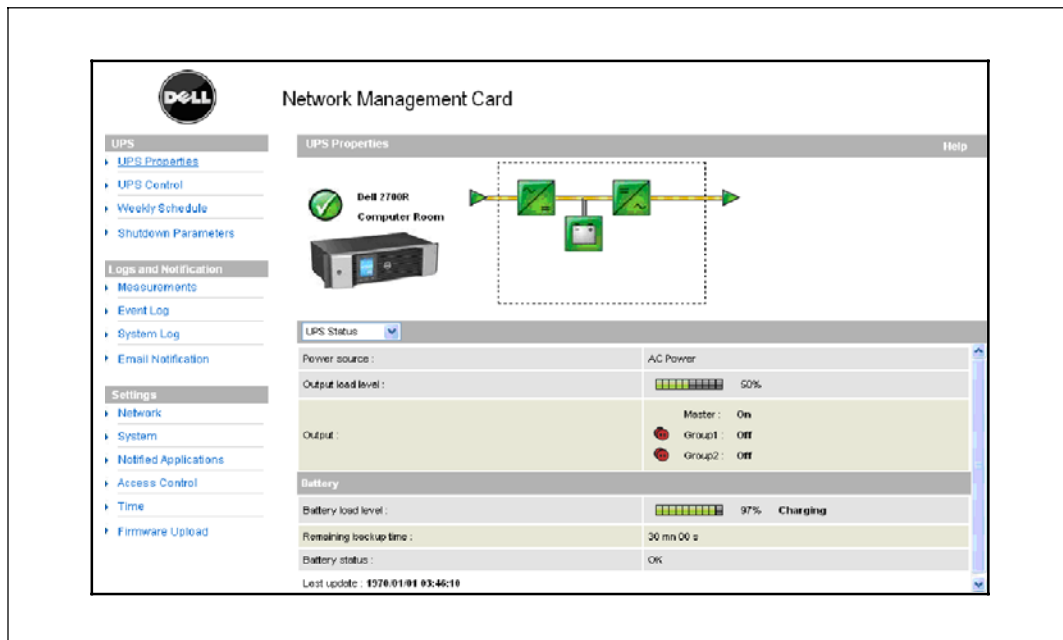 DELL
Network Management Card
UPS
UPS Properties
UPS Control
Weekly Schedule
Shutdown Parameters
Logs and Notification
Measurements
Event Log
System Log
Email Notification
Settings
Network
System
Notified Applications
Access Control
Time
Firmware Upload
UPS Properties Help
Dell 2700R
Computer Room
UPS Status
Power source : AC Power
Output load level : 50%
Output :
Master : On
Group1 : Off
Group2 : Off
Battery
Battery load level : 97% Charging
Remaining backup time : 30 mn 00 s
Battery status : OK
Last update : 1970/01/01 03:46:10